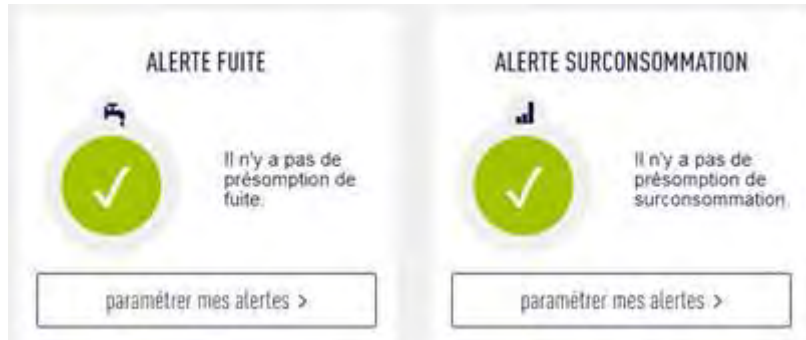 ALERTE FUITE
Il n'y a pas de
présomption de
fuite.
paramétrer mes alertes >
ALERTE SURCONSOMMATION
Il n'y a pas de
présomption de
surconsommation.
paramétrer mes alertes >